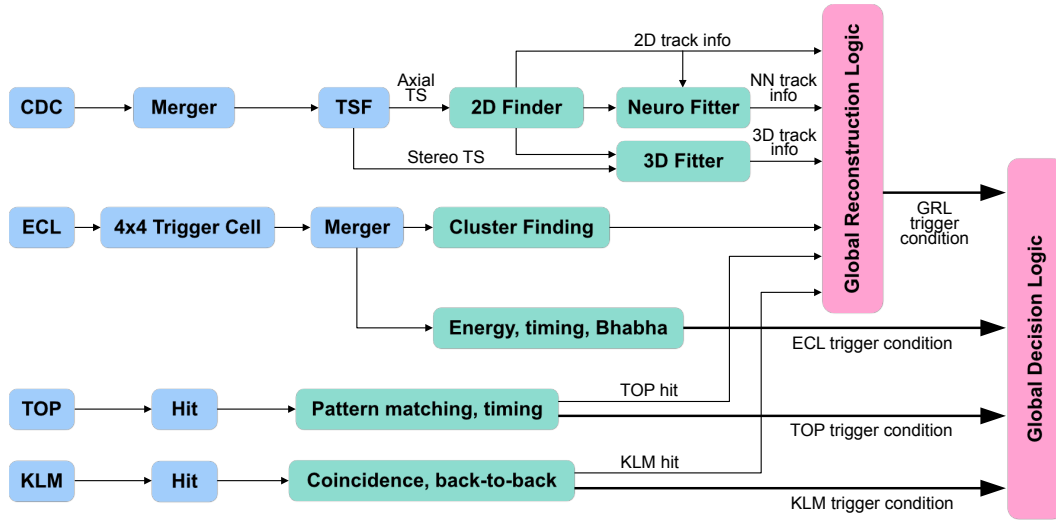 2D track info
Axial
TS
NN track
info
CDC
Merger
TSF
2D Finder
Neuro Fitter
3D track
info
Stereo TS
3D Fitter
Global Reconstruction Logic
ECL
4x4 Trigger Cell
Merger
Cluster Finding
GRL
trigger
condition
Energy, timing, Bhabha
ECL trigger condition
Global Decision Logic
TOP
Hit
Pattern matching, timing
TOP hit
TOP trigger condition
KLM
Hit
Coincidence, back-to-back
KLM hit
KLM trigger condition